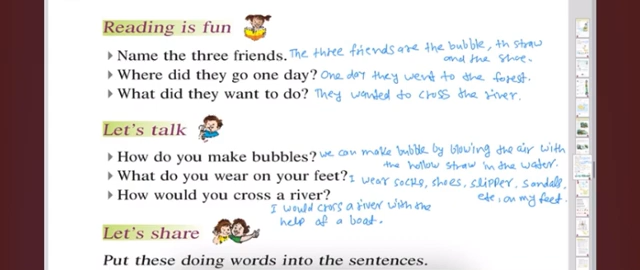 Reading is fun
Name the three friends. The three friends are the bubble, th straw
and the shoe.
Where did they go one day? One day they went to the forest.
What did they want to do? They wanted to cross the river.
Let's talk
How do you make bubbles? we can make bubble by blowing the air with
the hollow straw in the water.
What do you wear on your feet? I wear socks, shoes, slipper, sandals,
etc, on my feet.
How would you cross a river?
I would cross a river with the
help of a boat.
Let's share
Put these doing words into the sentences.